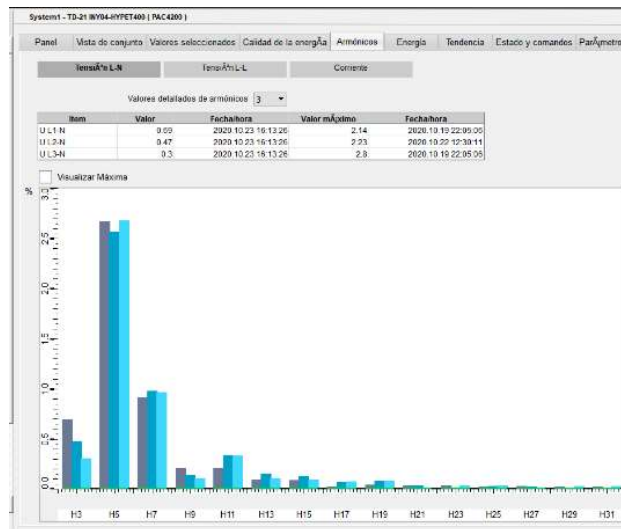 System1 - TD-21 INY04-HYPET400 ( PAC4200 )
Panel Vista de conjunto Valores seleccionados Calidad de la energÃa Armónicos Energía Tendencia Estado y comandos ParÃ¡metro
TensiÃ³n L-N TensiÃ³n L-L Corriente
Valores detallados de armónicos 3
Item Valor Fecha/hora Valor mÃ¡ximo Fecha/hora
U L1-N 0.69 2020.10.23 16:13:26 2.14 2020.10.19 22:05:05
U L2-N 0.47 2020.10.23 16:13:26 2.23 2020.10.22 12:30:11
U L3-N 0.3 2020.10.23 16:13:26 2.8 2020.10.19 22:05:05
Visualizar Máxima
%
3.0
2.5
2.0
1.5
1.0
0.5
0.0
H3 H5 H7 H9 H11 H13 H15 H17 H19 H21 H23 H25 H27 H29 H31